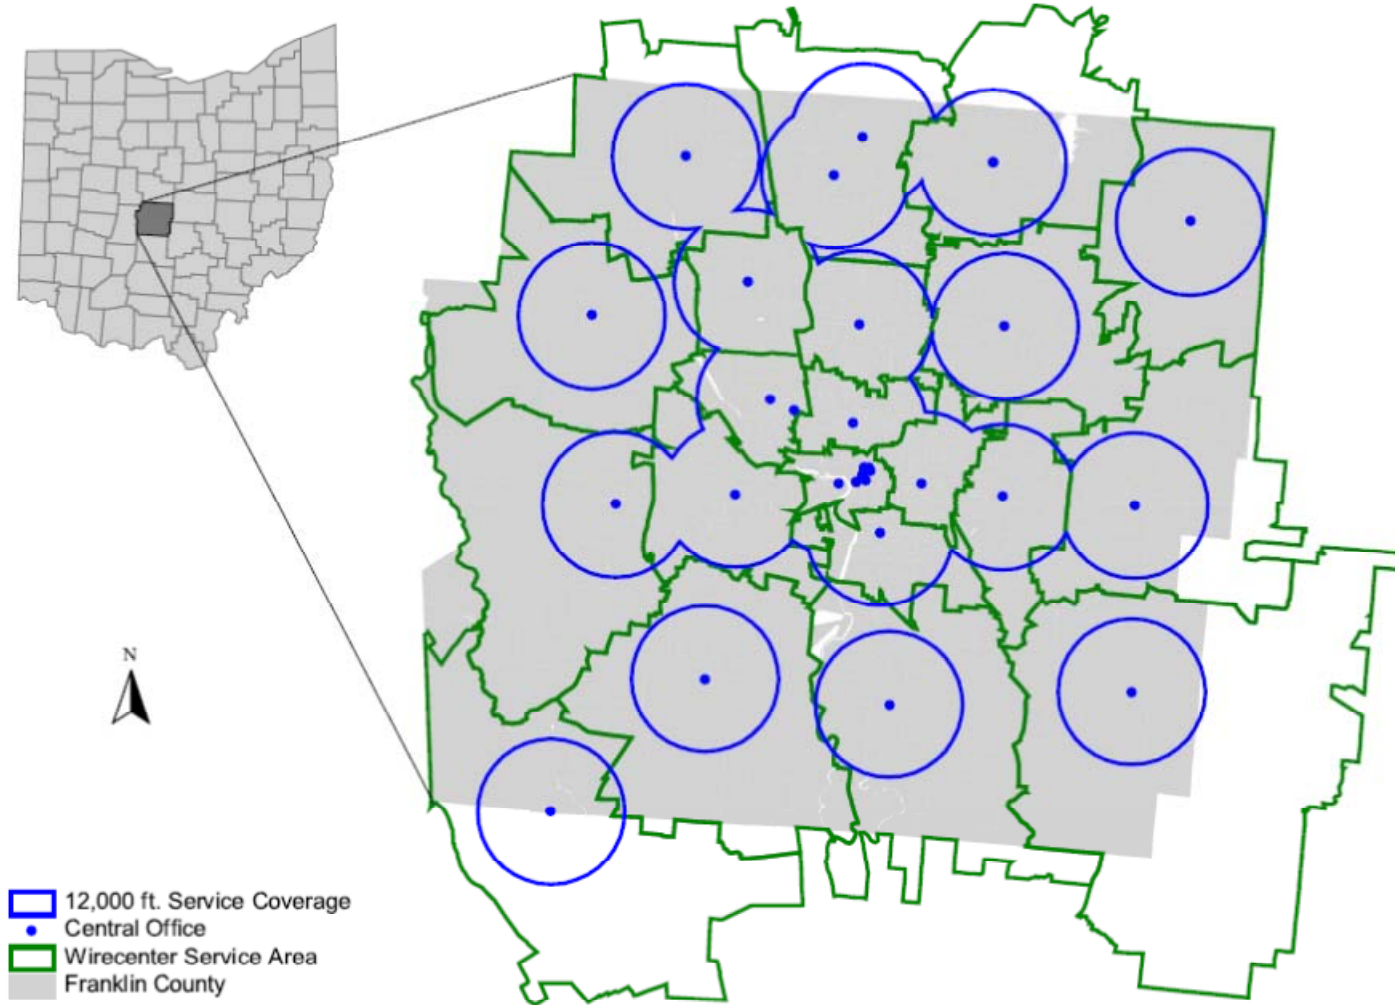 N
12,000 ft. Service Coverage
Central Office
Wirecenter Service Area
Franklin County